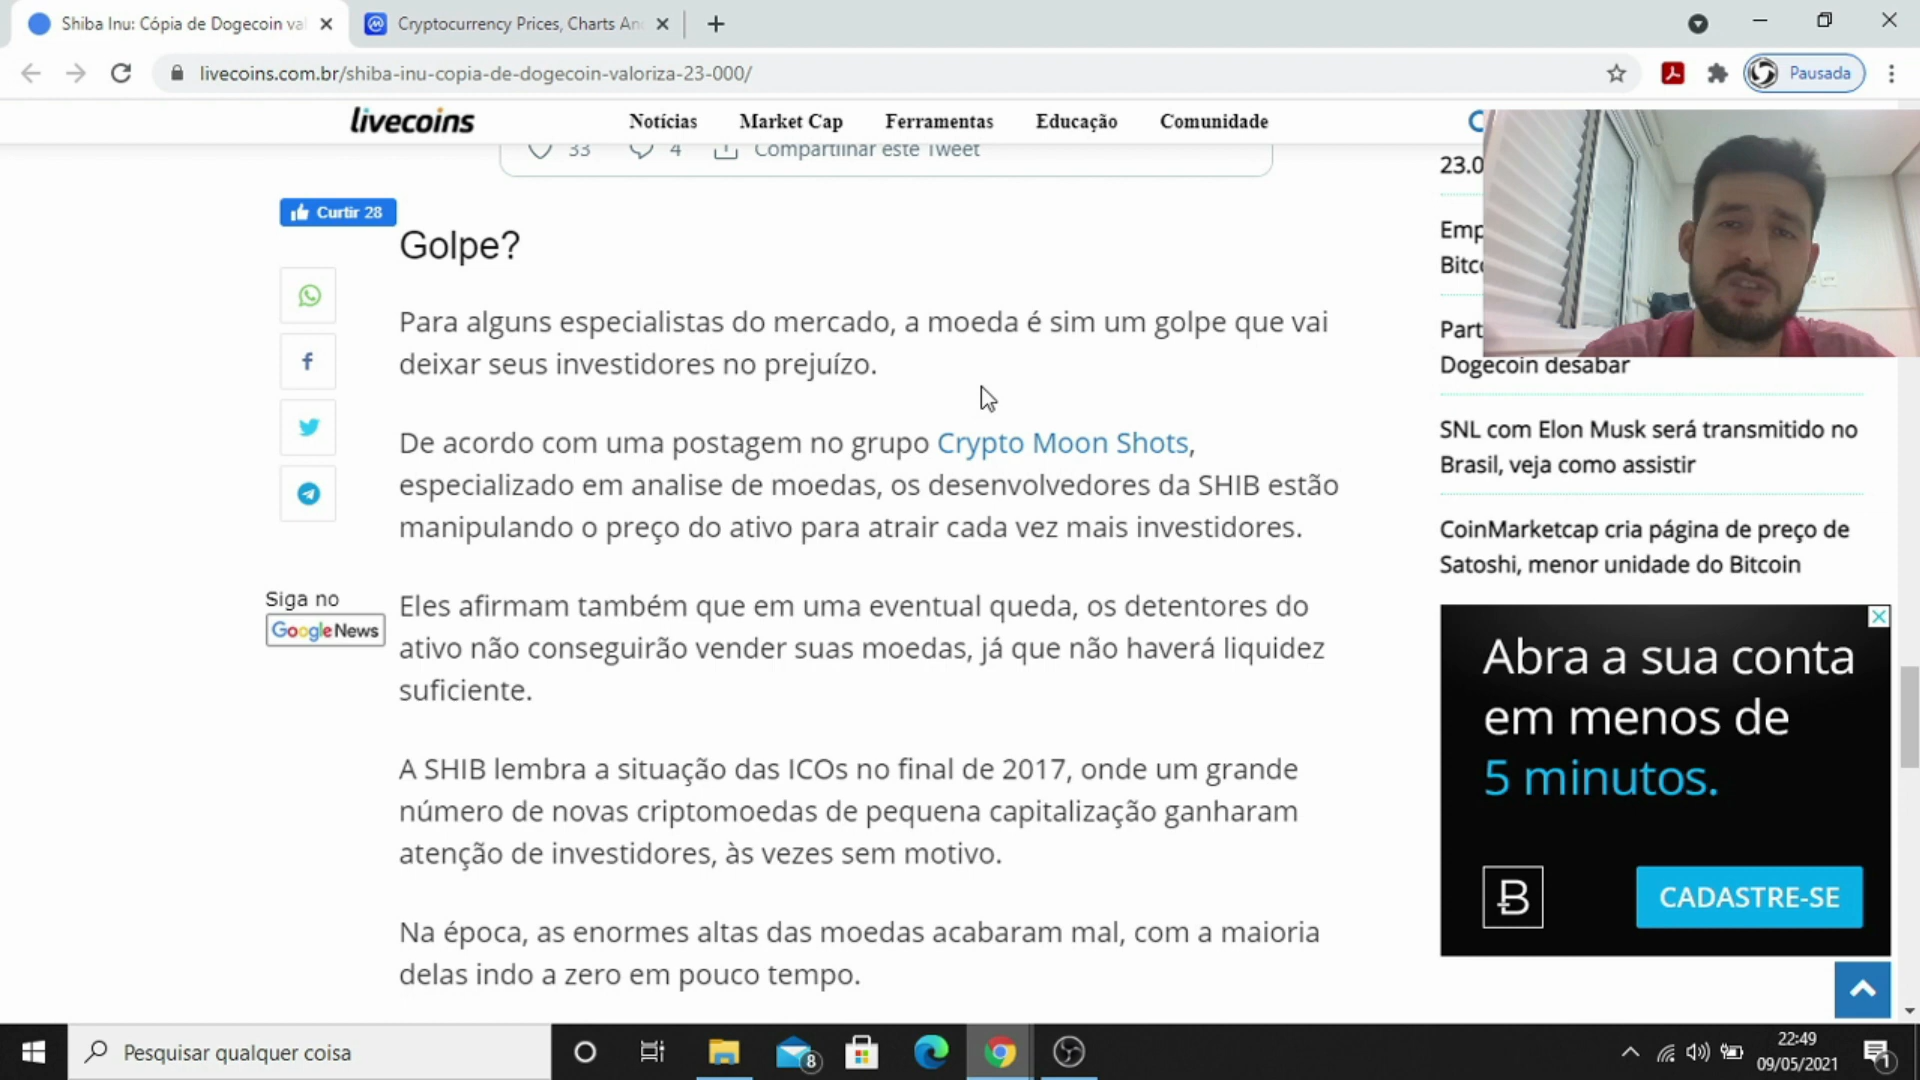 Shiba Inu: Cópia de Dogecoin va
Cryptocurrency Prices, Charts An
livecoins.com.br/shiba-inu-copia-de-dogecoin-valoriza-23-000/
Pausada
livecoins
Notícias
Market Cap
Ferramentas
Educação
Comunidade
33
4
Compartilhar este Tweet
Curtir 28
Golpe?
Para alguns especialistas do mercado, a moeda é sim um golpe que vai
deixar seus investidores no prejuízo.
De acordo com uma postagem no grupo Crypto Moon Shots,
especializado em analise de moedas, os desenvolvedores da SHIB estão
manipulando o preço do ativo para atrair cada vez mais investidores.
Siga no
Google News
Eles afirmam também que em uma eventual queda, os detentores do
ativo não conseguirão vender suas moedas, já que não haverá liquidez
suficiente.
A SHIB lembra a situação das ICOs no final de 2017, onde um grande
número de novas criptomoedas de pequena capitalização ganharam
atenção de investidores, às vezes sem motivo.
Na época, as enormes altas das moedas acabaram mal, com a maioria
delas indo a zero em pouco tempo.
23.0
Emp
Bitc
Part
Dogecoin desabar
SNL com Elon Musk será transmitido no
Brasil, veja como assistir
CoinMarketcap cria página de preço de
Satoshi, menor unidade do Bitcoin
Abra a sua conta
em menos de
5 minutos.
CADASTRE-SE
Pesquisar qualquer coisa
8
22:49
09/05/2021
1